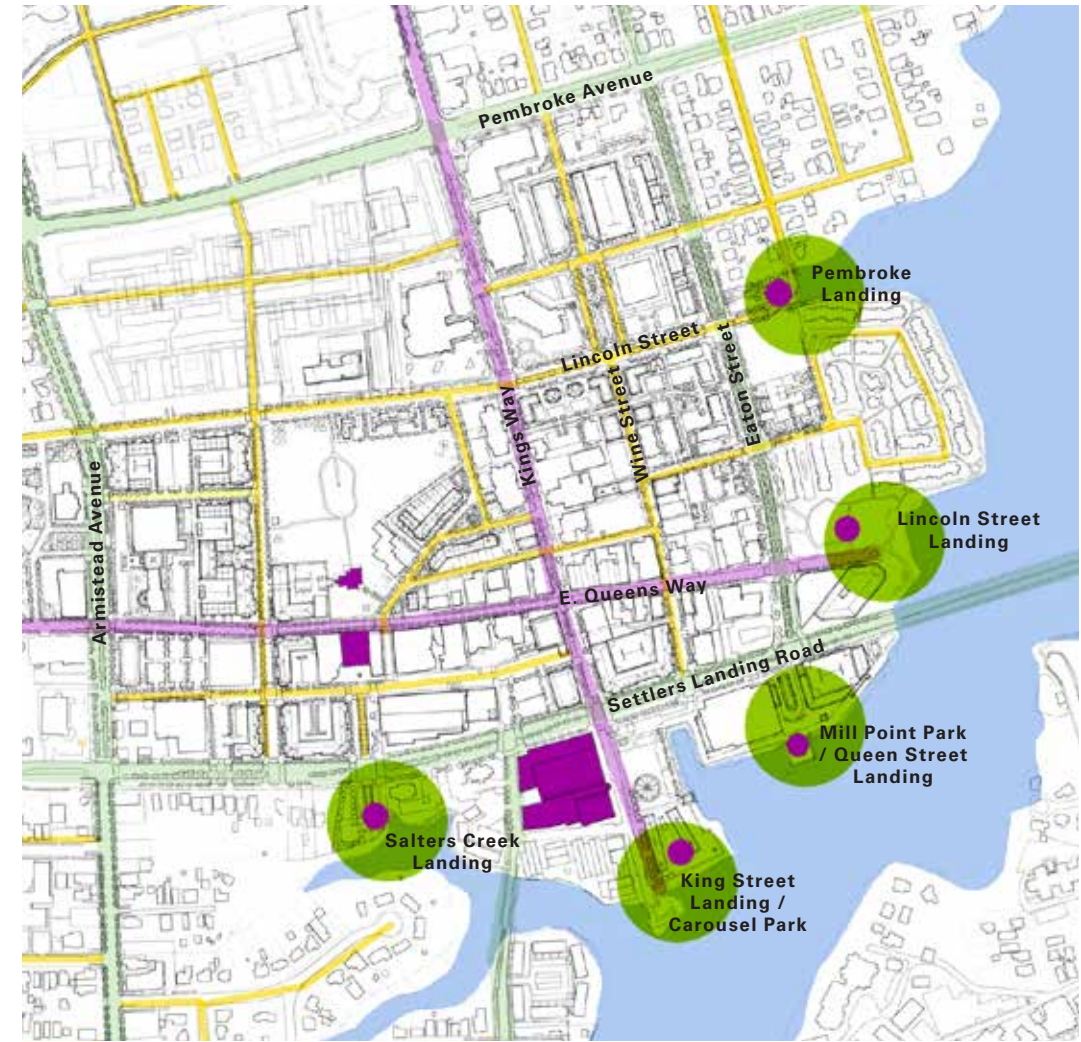 Pembroke Avenue
Pembroke
Landing
Lincoln Street
Kings Way
Wine Street
Eaton Street
Armistead Avenue
Lincoln Street
Landing
E. Queens Way
Settlers Landing Road
Mill Point Park
/ Queen Street
Landing
Salters Creek
Landing
King Street
Landing /
Carousel Park